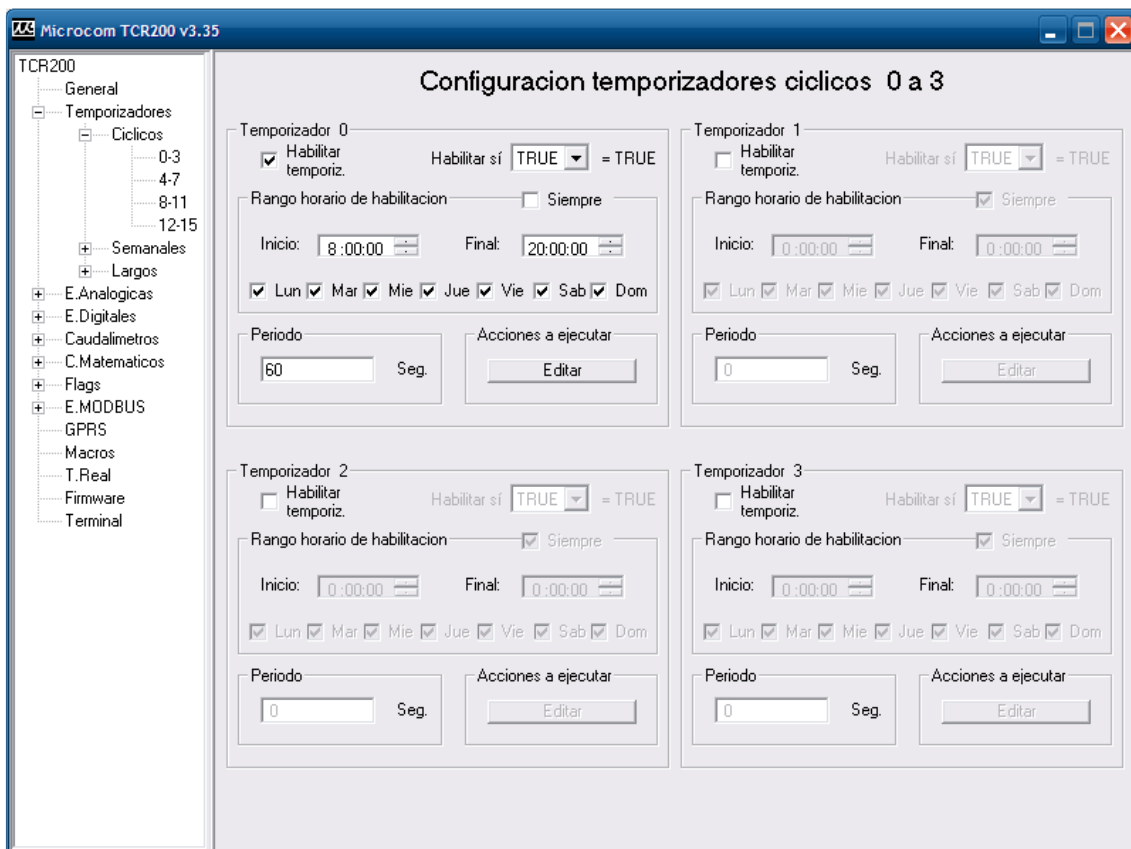 Microcom TCR200 v3.35
TCR200
General
Temporizadores
Ciclicos
0-3
4-7
8-11
12-15
Semanales
Largos
E.Analogicas
E.Digitales
Caudalimetros
C.Matematicos
Flags
E.MODBUS
GPRS
Macros
T.Real
Firmware
Terminal
Configuracion temporizadores ciclicos 0 a 3
Temporizador 0
Habilitar temporiz.
Habilitar sí TRUE = TRUE
Rango horario de habilitacion Siempre
Inicio: 8:00:00 Final: 20:00:00
Lun Mar Mie Jue Vie Sab Dom
Periodo
60 Seg.
Acciones a ejecutar
Editar
Temporizador 1
Habilitar temporiz.
Habilitar sí TRUE = TRUE
Rango horario de habilitacion Siempre
Inicio: 0:00:00 Final: 0:00:00
Lun Mar Mie Jue Vie Sab Dom
Periodo
0 Seg.
Acciones a ejecutar
Editar
Temporizador 2
Habilitar temporiz.
Habilitar sí TRUE = TRUE
Rango horario de habilitacion Siempre
Inicio: 0:00:00 Final: 0:00:00
Lun Mar Mie Jue Vie Sab Dom
Periodo
0 Seg.
Acciones a ejecutar
Editar
Temporizador 3
Habilitar temporiz.
Habilitar sí TRUE = TRUE
Rango horario de habilitacion Siempre
Inicio: 0:00:00 Final: 0:00:00
Lun Mar Mie Jue Vie Sab Dom
Periodo
0 Seg.
Acciones a ejecutar
Editar